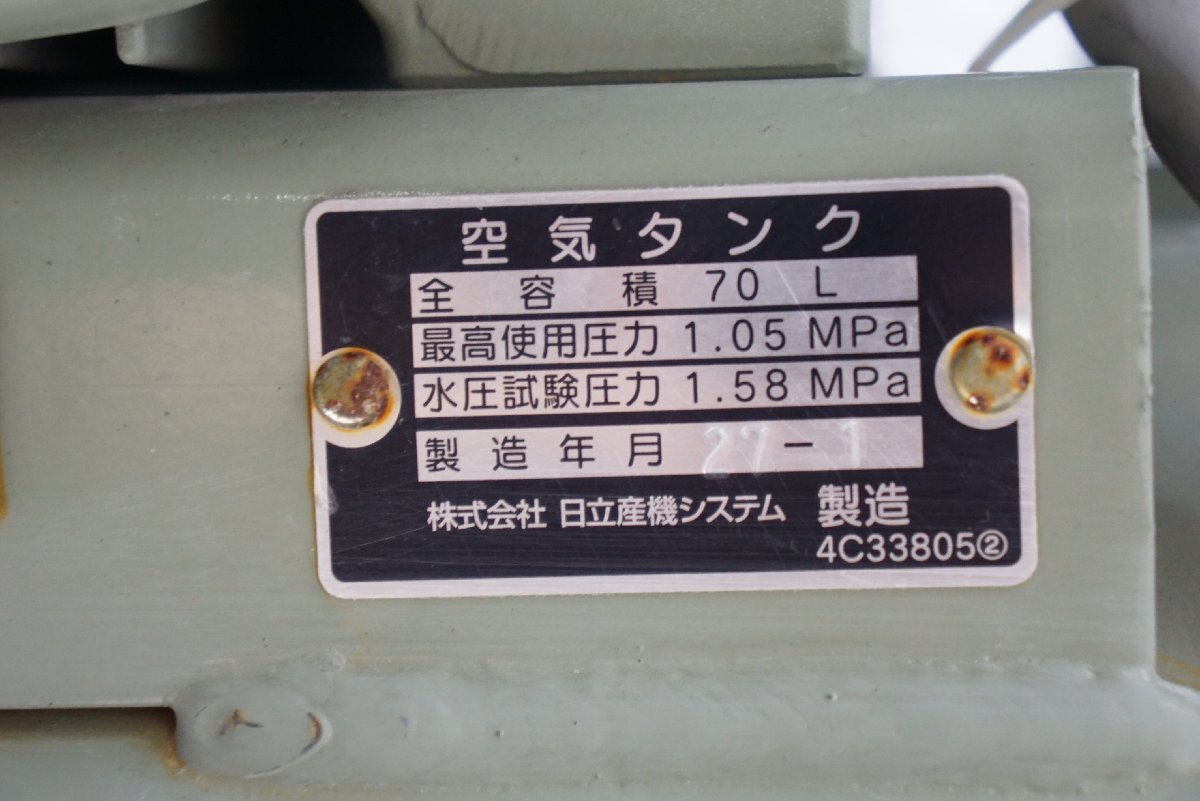 空気タンク
全容積 70 L
最高使用圧力 1.05 MPa
水圧試験圧力 1.58 MPa
製造年月 27-1
株式会社 日立産機システム 製造
4C33805②